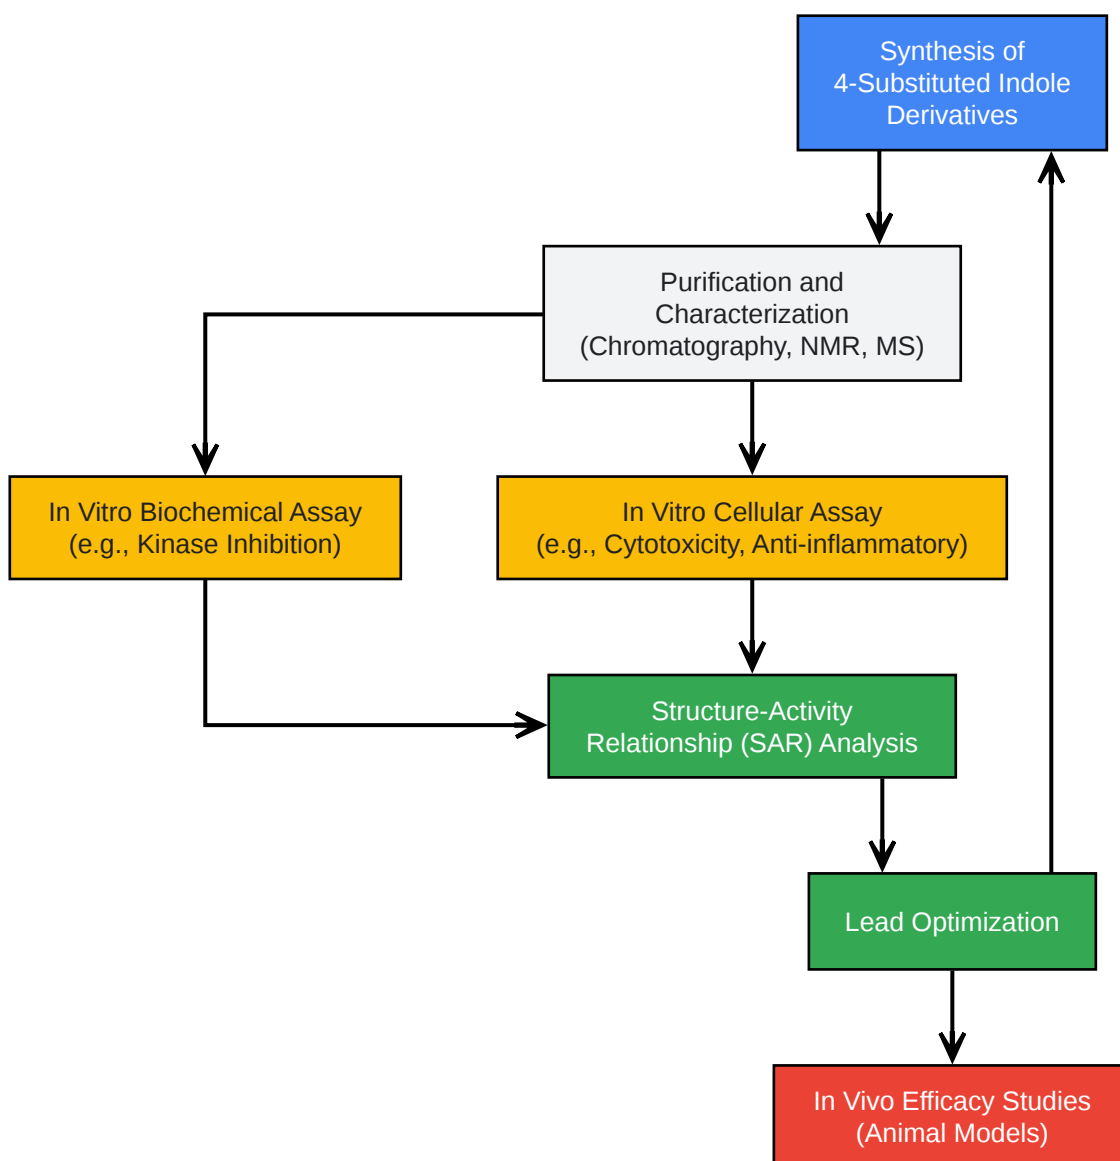 Synthesis of
4-Substituted Indole
Derivatives
Purification and
Characterization
(Chromatography, NMR, MS)
In Vitro Biochemical Assay
(e.g., Kinase Inhibition)
In Vitro Cellular Assay
(e.g., Cytotoxicity, Anti-inflammatory)
Structure-Activity
Relationship (SAR) Analysis
Lead Optimization
In Vivo Efficacy Studies
(Animal Models)